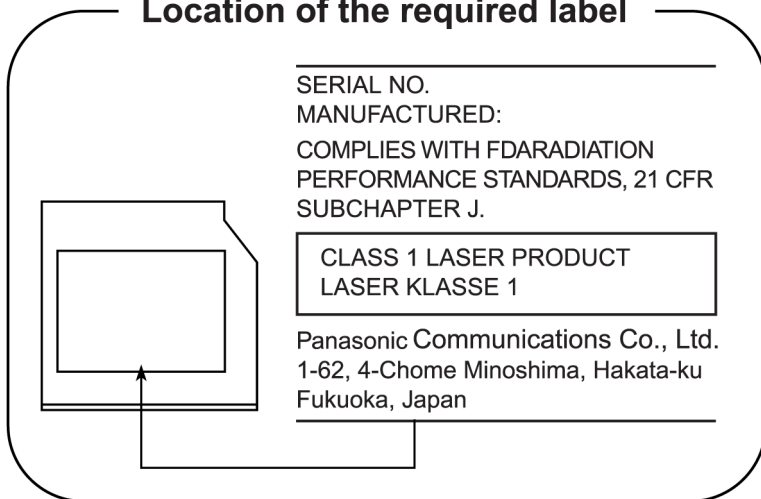 Location of the required label
SERIAL NO.
MANUFACTURED:
COMPLIES WITH FDARADIATION
PERFORMANCE STANDARDS, 21 CFR
SUBCHAPTER J.
CLASS 1 LASER PRODUCT
LASER KLASSE 1
Panasonic Communications Co., Ltd.
1-62, 4-Chome Minoshima, Hakata-ku
Fukuoka, Japan